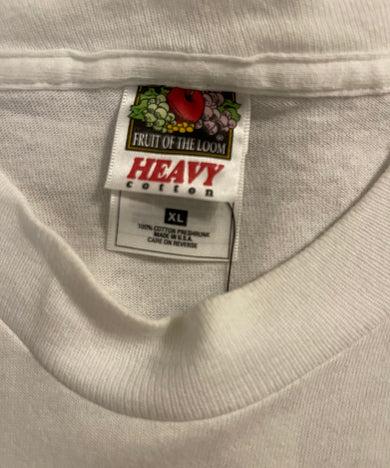 FRUIT OF THE LOOM
®
HEAVY
cotton
XL
100% COTTON PRESHRUNK
MADE IN U.S.A.
CARE ON REVERSE